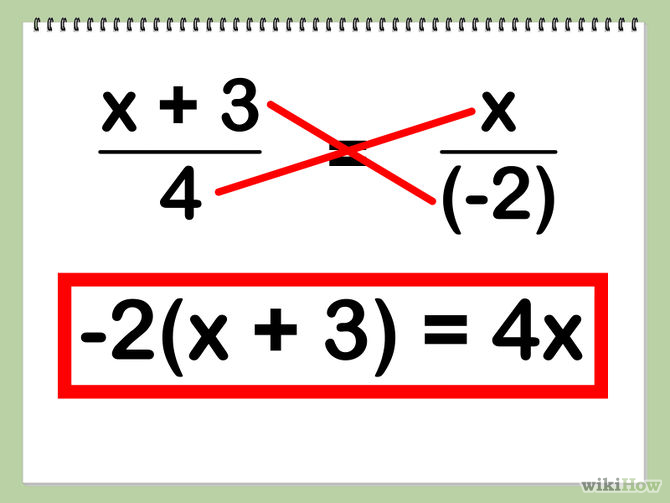 x + 3 = x
4 (-2)
-2(x + 3) = 4x
wikiHow